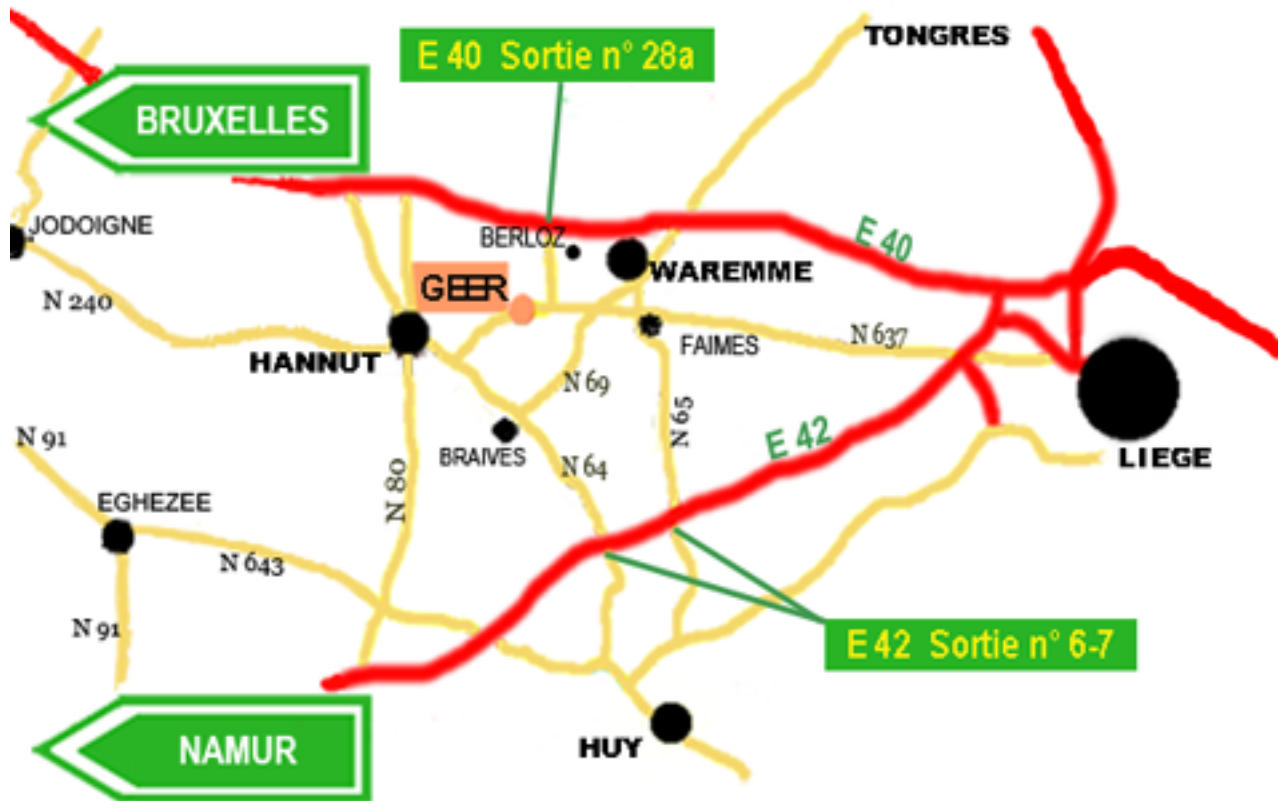 TONGRES
E 40 Sortie n° 28a
BRUXELLES
JODOIGNE
BERLOZ
E 40
WAREMME
GEER
N 240
N 637
FAIMES
HANNUT
N 69
N 65
E 42
N 91
BRAIVES
N 64
LIEGE
N 80
EGHEZEE
N 643
N 91
E 42 Sortie n° 6-7
NAMUR
HUY